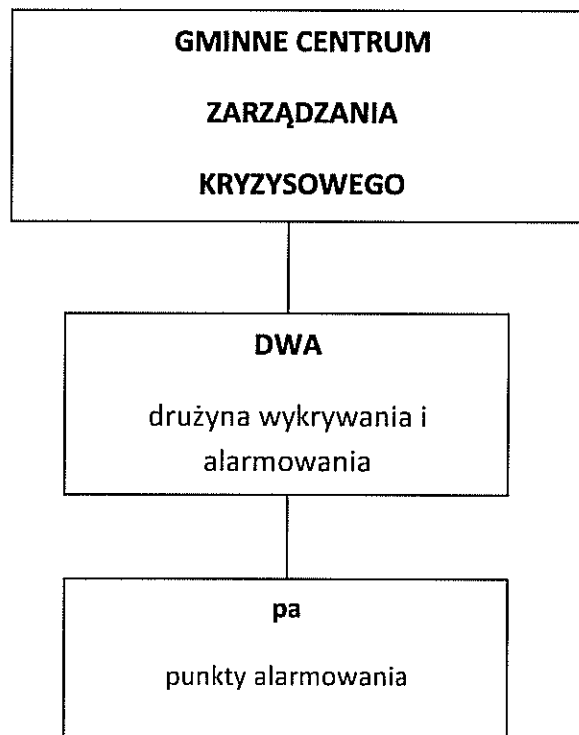 GMINNE CENTRUM
ZARZĄDZANIA
KRYZYSOWEGO
DWA
drużyna wykrywania i
alarmowania
pa
punkty alarmowania